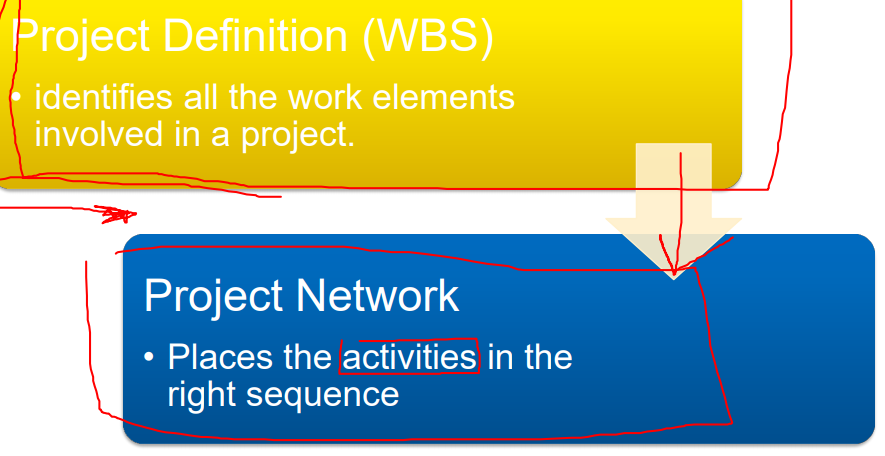 Project Definition (WBS)
• identifies all the work elements
involved in a project.
Project Network
• Places the activities in the
right sequence